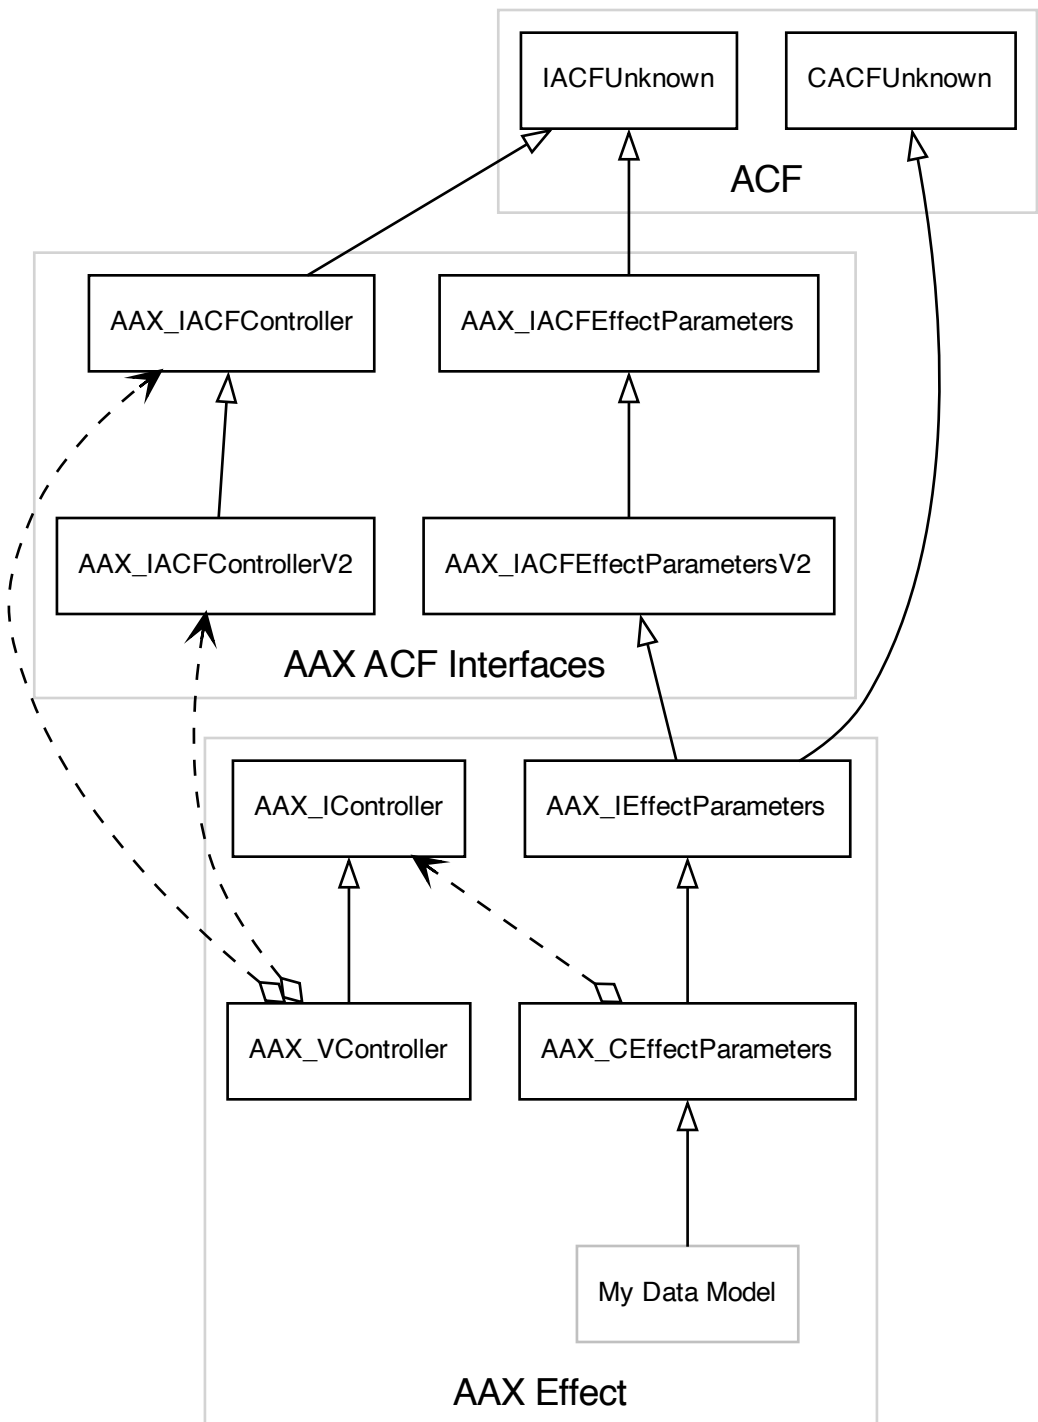 IACFUnknown
CACFUnknown
ACF
AAX_IACFController
AAX_IACFEffectParameters
AAX_IACFControllerV2
AAX_IACFEffectParametersV2
AAX ACF Interfaces
AAX_IController
AAX_IEffectParameters
AAX_VController
AAX_CEffectParameters
My Data Model
AAX Effect